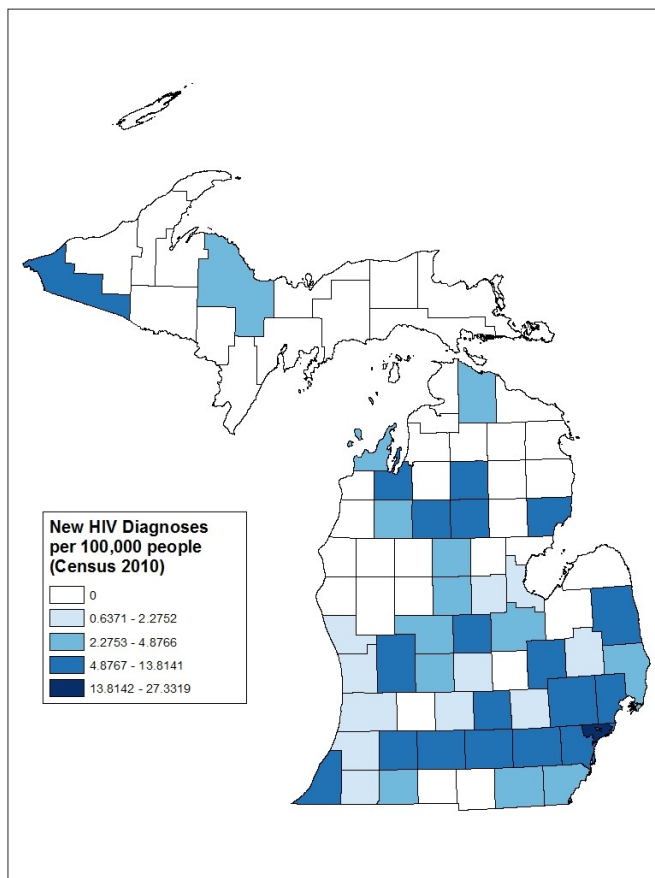 New HIV Diagnoses
per 100,000 people
(Census 2010)
0
0.6371 - 2.2752
2.2753 - 4.8766
4.8767 - 13.8141
13.8142 - 27.3319